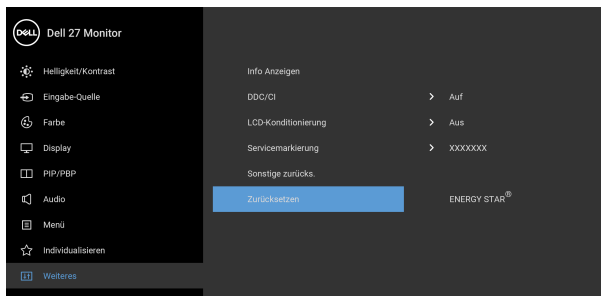 DELL Dell 27 Monitor
Helligkeit/Kontrast
Eingabe-Quelle
Farbe
Display
PIP/PBP
Audio
Menü
Individualisieren
Weiteres
Info Anzeigen
DDC/CI Auf
LCD-Konditionierung Aus
Servicemarkierung XXXXXXX
Sonstige zurücks.
Zurücksetzen ENERGY STAR®